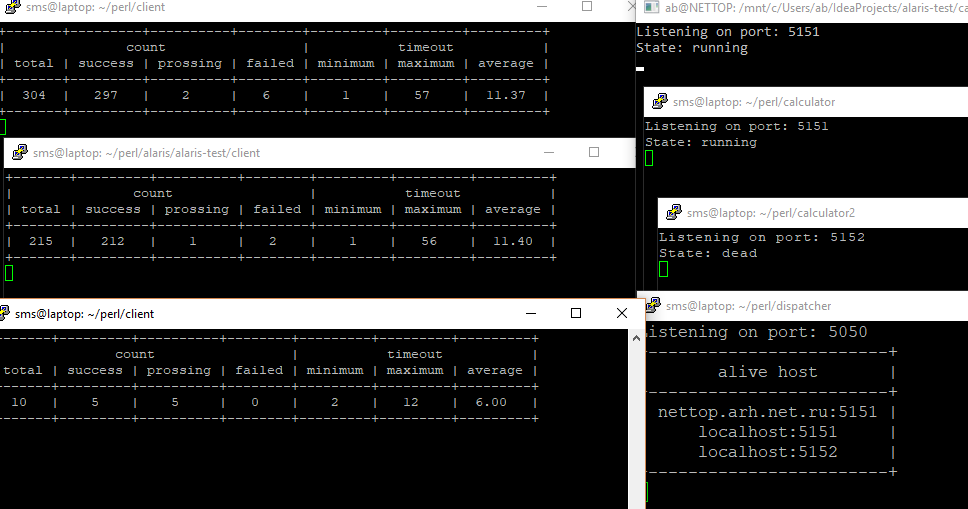 sms@laptop: ~/perl/client
count timeout
total | success | prossing | failed | minimum | maximum | average |
304 | 297 | 2 | 6 | 1 | 57 | 11.37 |
sms@laptop: ~/perl/alaris/alaris-test/client
count | timeout |
total | success | prossing | failed | minimum | maximum | average |
215 | 212 | 1 | 2 | 1 | 56 | 11.40 |
sms@laptop: ~/perl/client
count | timeout |
total | success | prossing | failed | minimum | maximum | average |
10 | 5 | 5 | 0 | 2 | 12 | 6.00 |
ab@NETTOP: /mnt/c/Users/ab/IdeaProjects/alaris-test/ca
Listening on port: 5151
State: running
sms@laptop: ~/perl/calculator
Listening on port: 5151
State: running
sms@laptop: ~/perl/calculator2
Listening on port: 5152
State: dead
sms@laptop: ~/perl/dispatcher
Listening on port: 5050
alive host |
nettop.arh.net.ru:5151 |
localhost:5151 |
localhost:5152 |